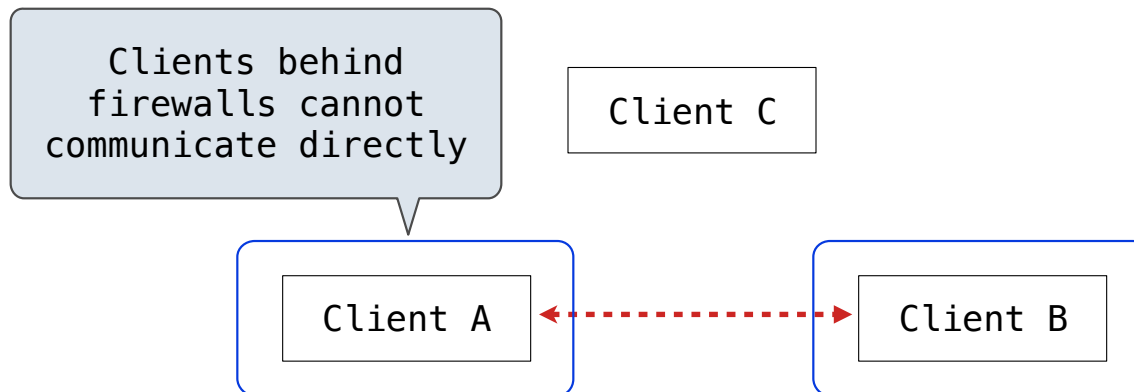 Clients behind
firewalls cannot
communicate directly
Client C
Client A
Client B